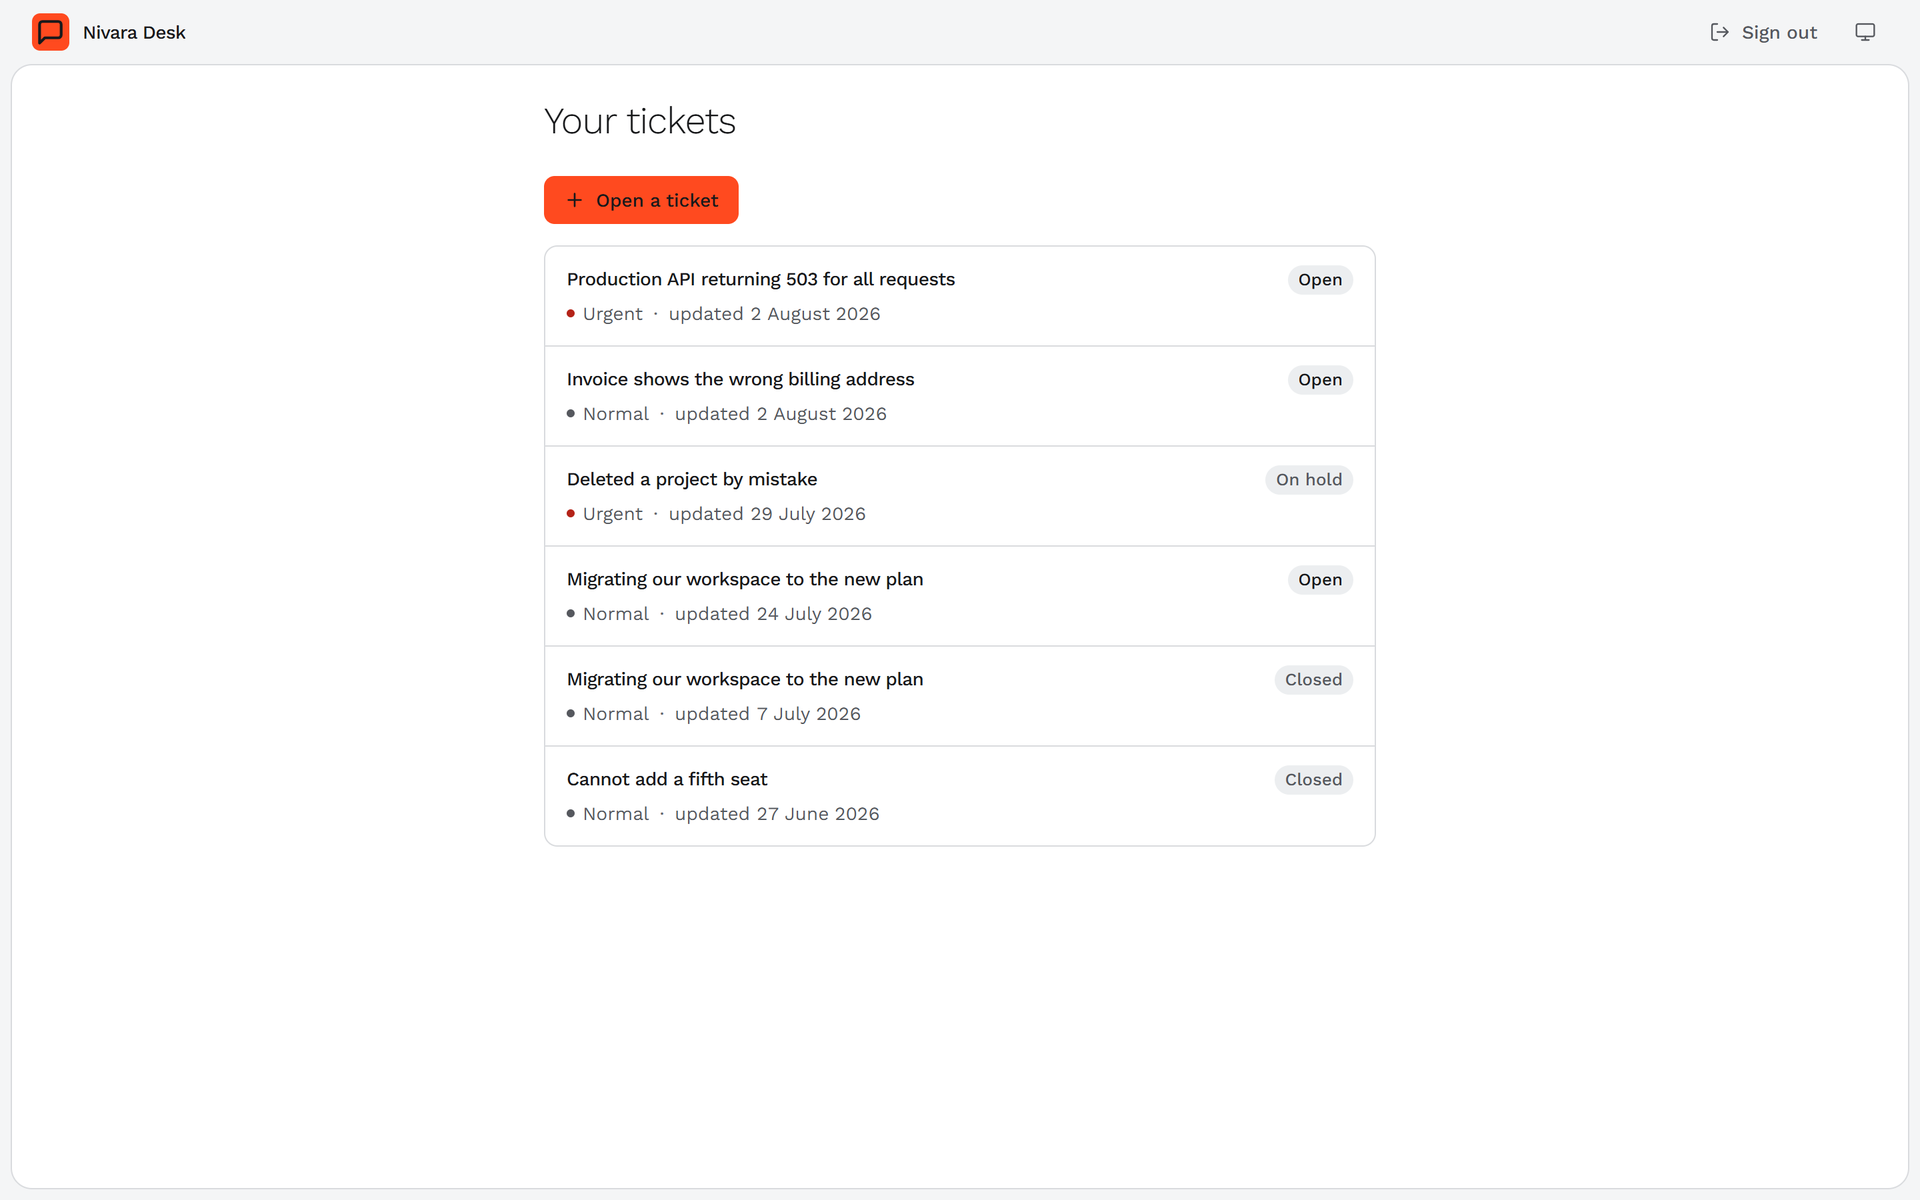 Nivara Desk
Sign out
Your tickets
Open a ticket
Production API returning 503 for all requests
Open
Urgent · updated 2 August 2026
Invoice shows the wrong billing address
Open
Normal · updated 2 August 2026
Deleted a project by mistake
On hold
Urgent · updated 29 July 2026
Migrating our workspace to the new plan
Open
Normal · updated 24 July 2026
Migrating our workspace to the new plan
Closed
Normal · updated 7 July 2026
Cannot add a fifth seat
Closed
Normal · updated 27 June 2026